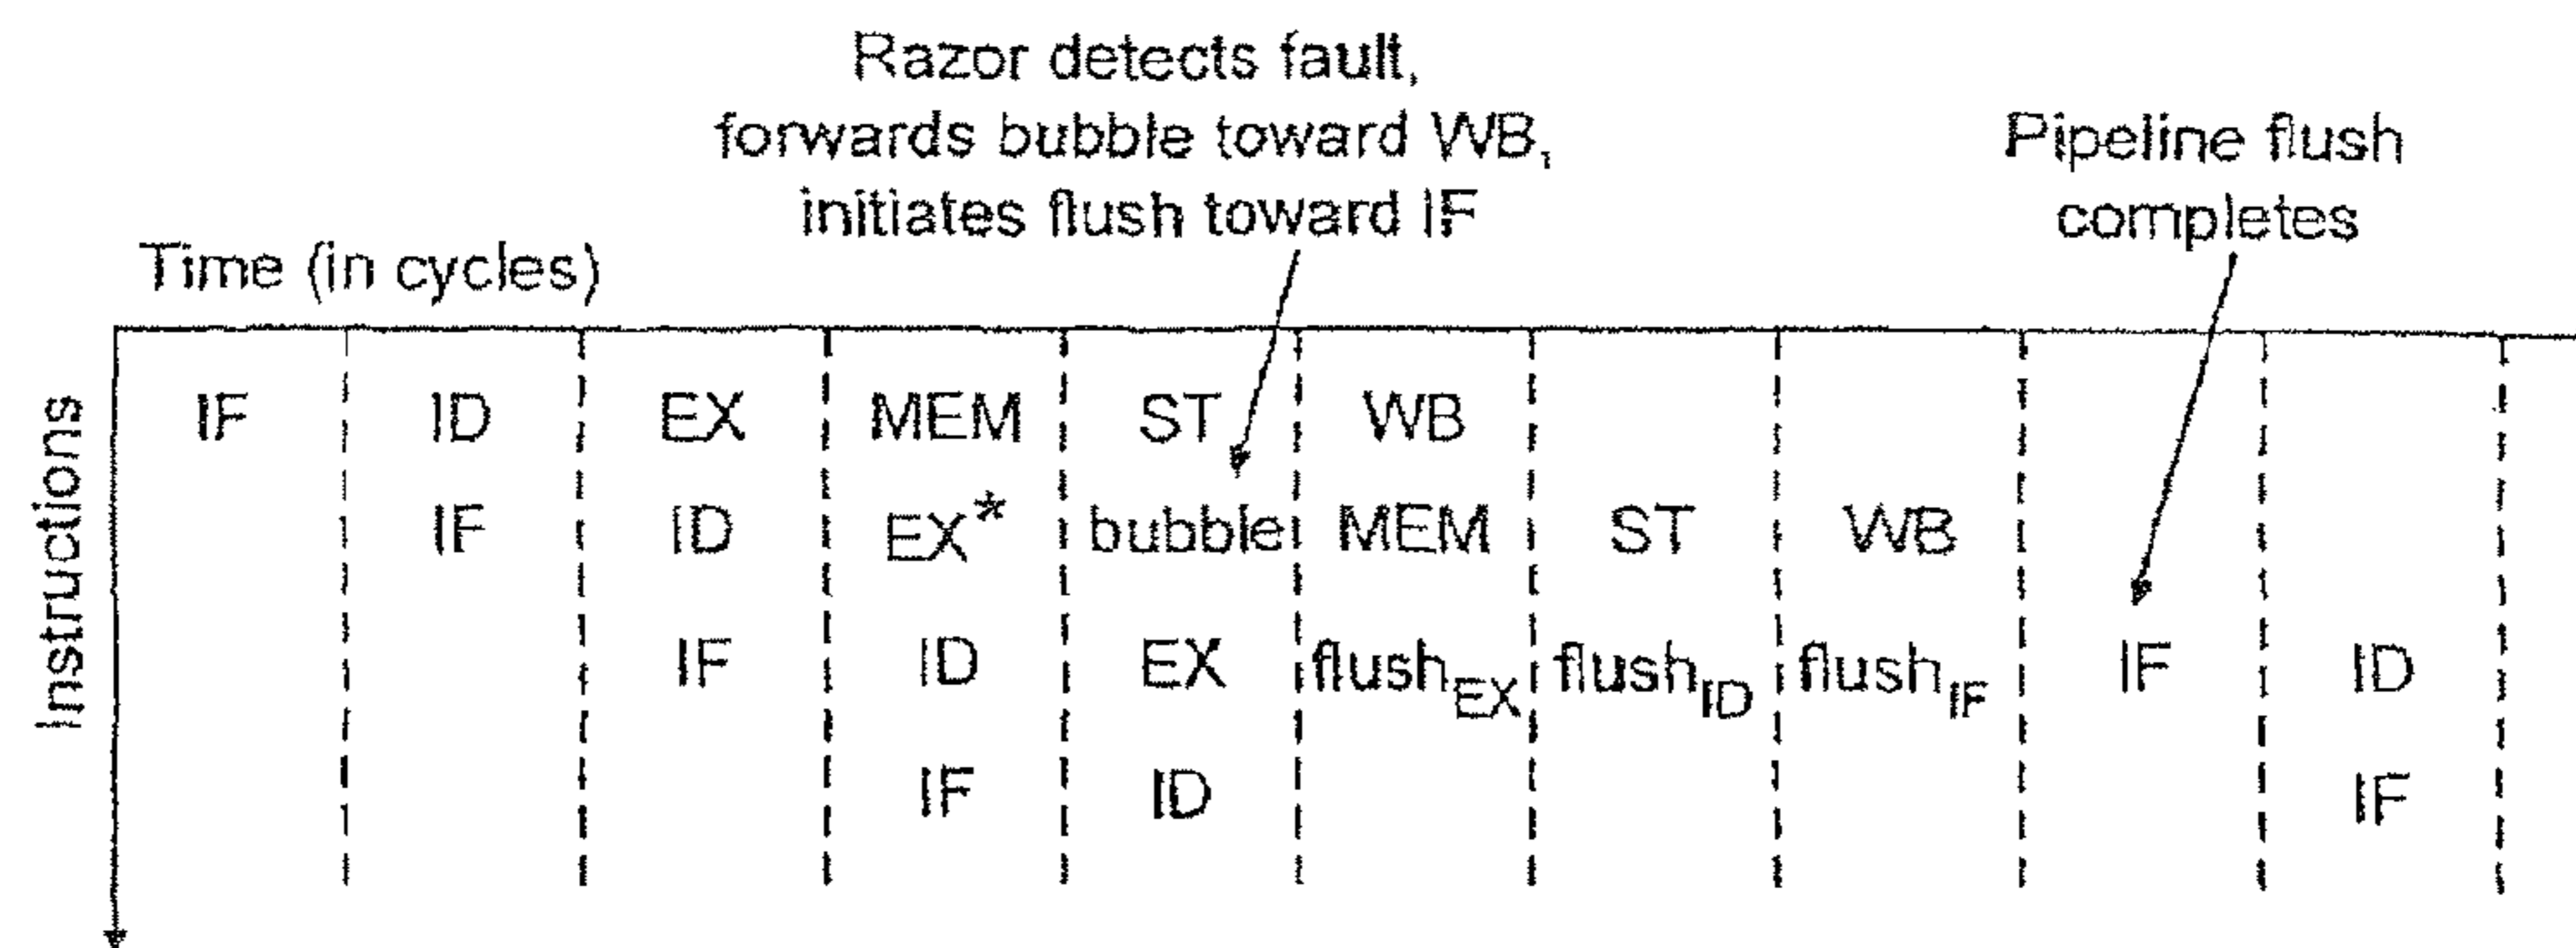 Razor detects fault,
forwards bubble toward WB,
initiates flush toward IF
Pipeline flush
completes
Time (in cycles)
Instructions
IF ID EX MEM ST WB
IF ID EX* bubble MEM ST WB
IF ID EX flushEX flushID flushIF IF ID
IF ID IF